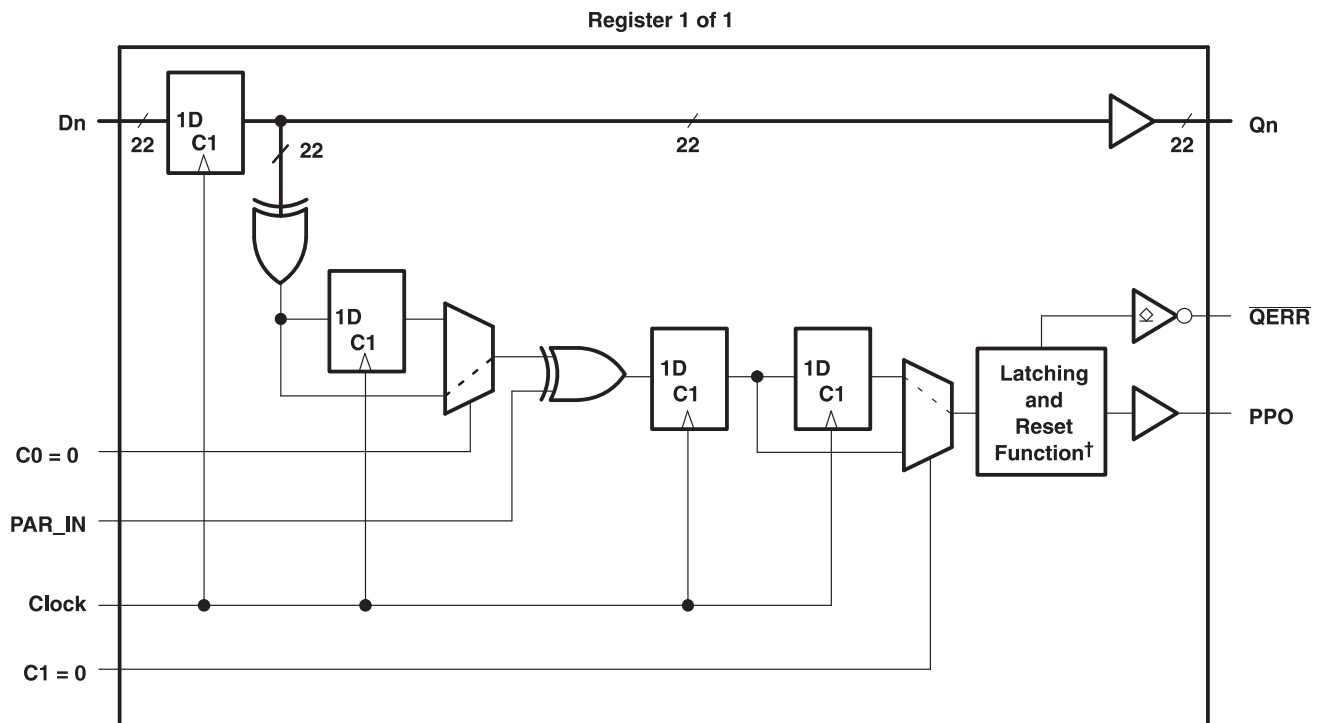 Register 1 of 1
Dn
22
1D
C1
22
22
22
Qn
1D
C1
1D
C1
1D
C1
Latching
and
Reset
Function†
QERR
PPO
C0 = 0
PAR_IN
Clock
C1 = 0